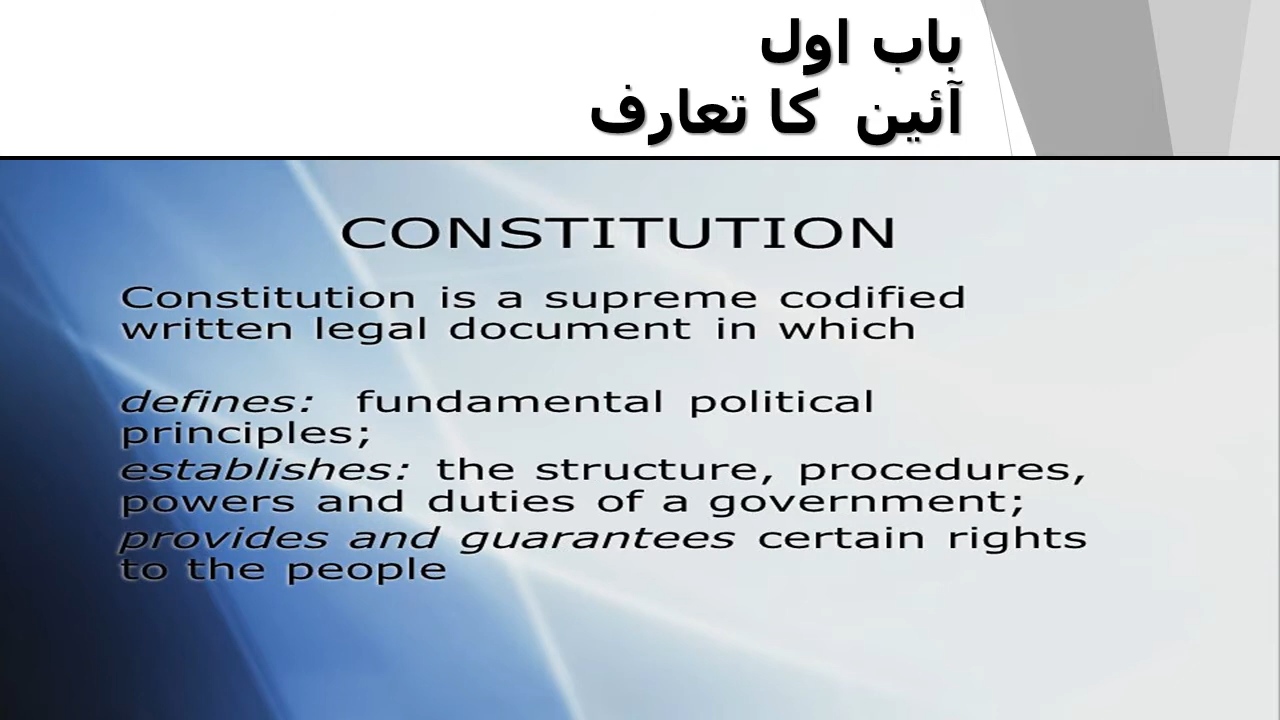 باب اول
آئین کا تعارف
CONSTITUTION
Constitution is a supreme codified
written legal document in which
defines: fundamental political
principles;
establishes: the structure, procedures,
powers and duties of a government;
provides and guarantees certain rights
to the people